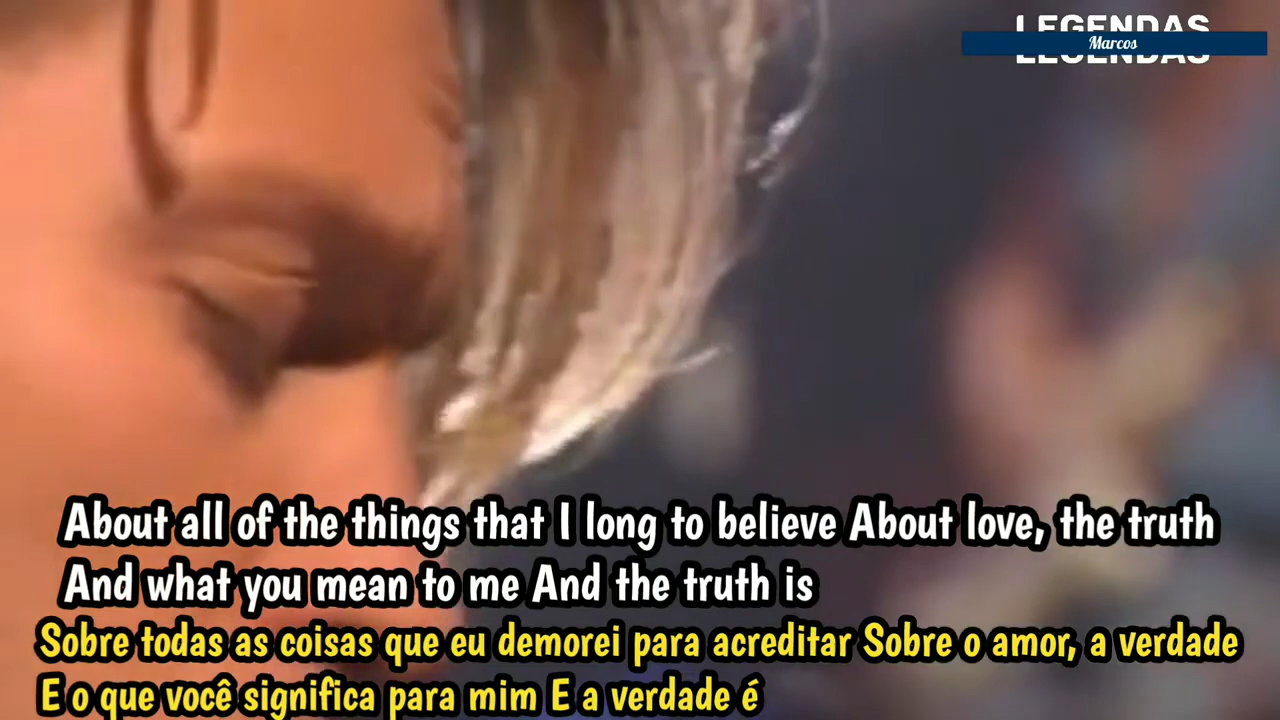 LEGENDAS
Marcos
LEGENDAS
About all of the things that I long to believe About love, the truth
And what you mean to me And the truth is
Sobre todas as coisas que eu demorei para acreditar Sobre o amor, a verdade
E o que você significa para mim E a verdade é